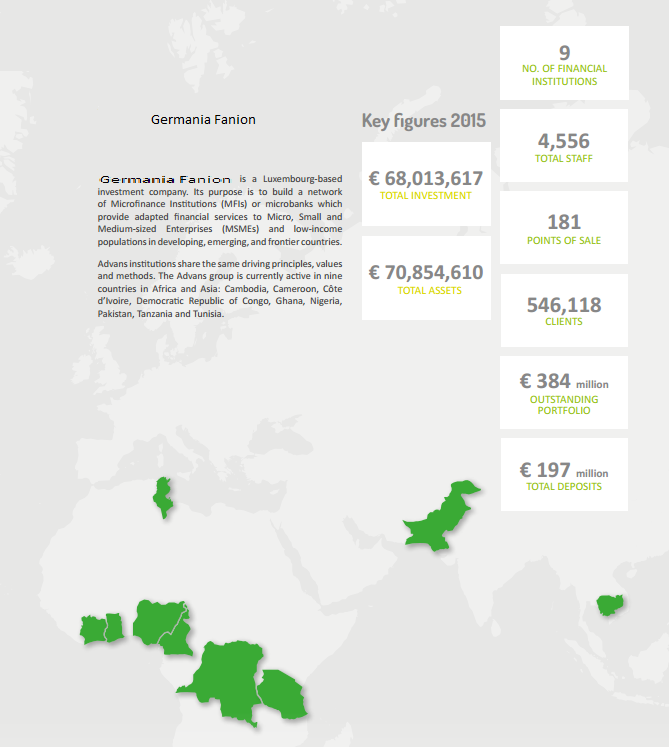 Germania Fanion
Germania Fanion is a Luxembourg-based
investment company. Its purpose is to build a network
of Microfinance Institutions (MFIs) or microbanks which
provide adapted financial services to Micro, Small and
Medium-sized Enterprises (MSMEs) and low-income
populations in developing, emerging, and frontier countries.
Advans institutions share the same driving principles, values
and methods. The Advans group is currently active in nine
countries in Africa and Asia: Cambodia, Cameroon, Côte
d'Ivoire, Democratic Republic of Congo, Ghana, Nigeria,
Pakistan, Tanzania and Tunisia.
Key figures 2015
€ 68,013,617
TOTAL INVESTMENT
€ 70,854,610
TOTAL ASSETS
9
NO. OF FINANCIAL
INSTITUTIONS
4,556
TOTAL STAFF
181
POINTS OF SALE
546,118
CLIENTS
€ 384 million
OUTSTANDING
PORTFOLIO
€ 197 million
TOTAL DEPOSITS